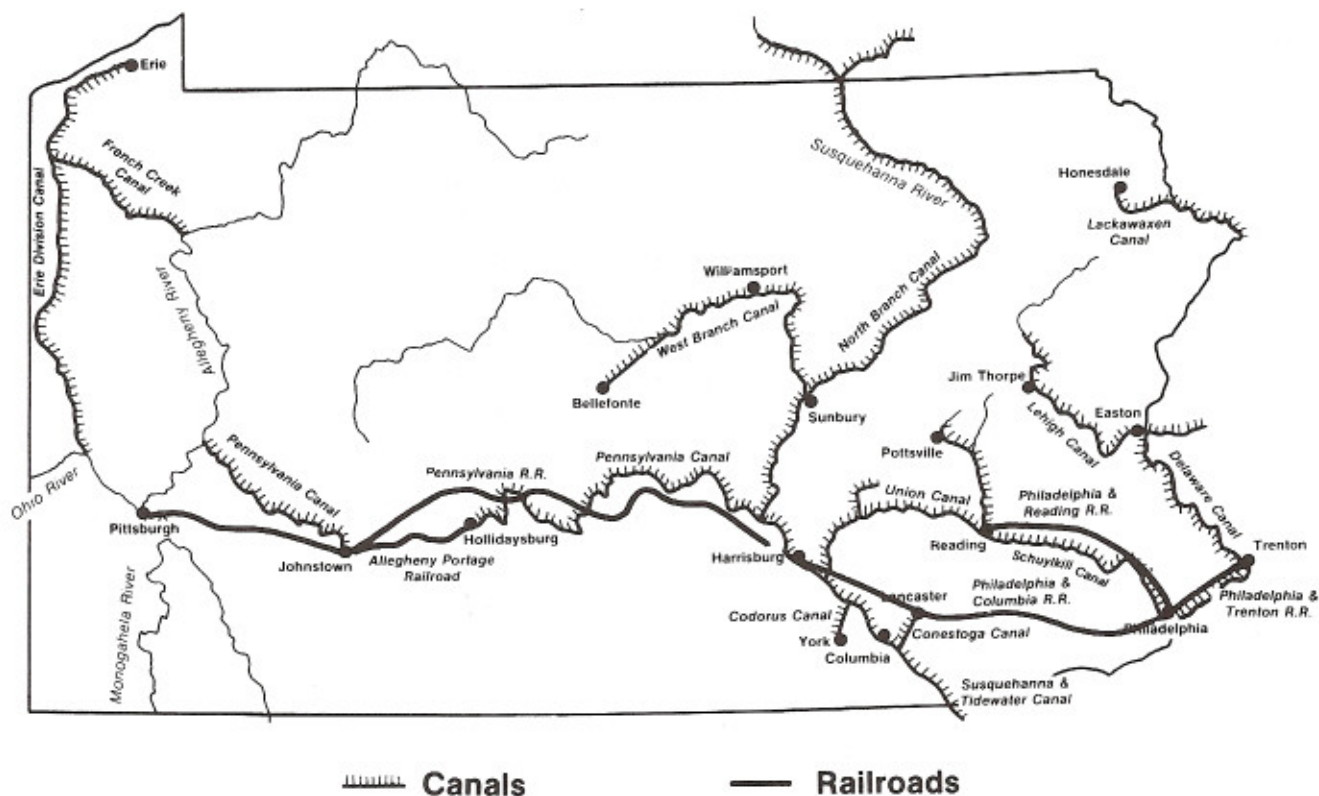 Erie
French Creek
Canal
Erie Division Canal
Allegheny River
Susquehanna River
Honesdale
Lackawaxen
Canal
Williamsport
West Branch Canal
North Branch Canal
Bellefonte
Sunbury
Jim Thorpe
Lehigh Canal
Easton
Pottsville
Delaware Canal
Ohio River
Pennsylvania Canal
Pennsylvania R.R.
Pennsylvania Canal
Union Canal
Philadelphia &
Reading R.R.
Pittsburgh
Johnstown
Hollidaysburg
Allegheny Portage
Railroad
Harrisburg
Reading
Schuylkill Canal
Trenton
Monogahela River
Codorus Canal
Lancaster
Philadelphia &
Columbia R.R.
Philadelphia &
Trenton R.R.
Philadelphia
York
Columbia
Conestoga Canal
Susquehanna &
Tidewater Canal
Canals
Railroads